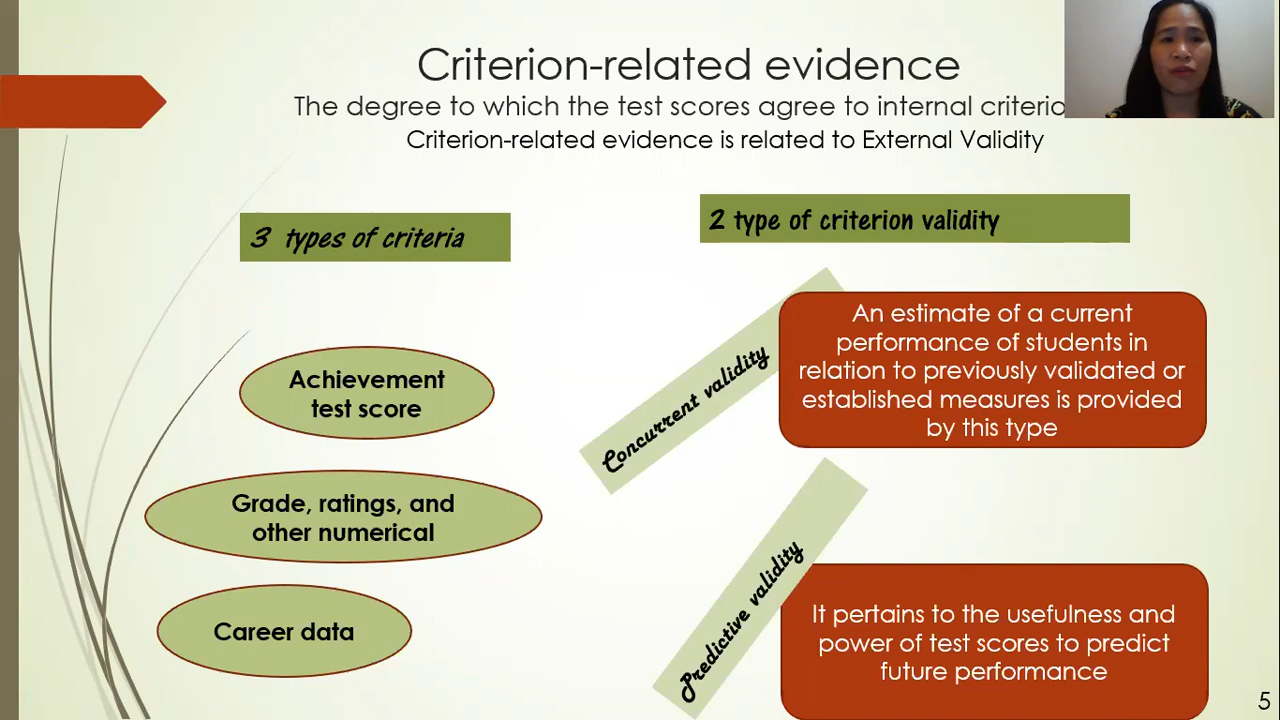 Criterion-related evidence
The degree to which the test scores agree to internal criteria
Criterion-related evidence is related to External Validity
3 types of criteria
Achievement
test score
Grade, ratings, and
other numerical
Career data
2 type of criterion validity
Concurrent validity
An estimate of a current
performance of students in
relation to previously validated or
established measures is provided
by this type
Predictive validity
It pertains to the usefulness and
power of test scores to predict
future performance
5